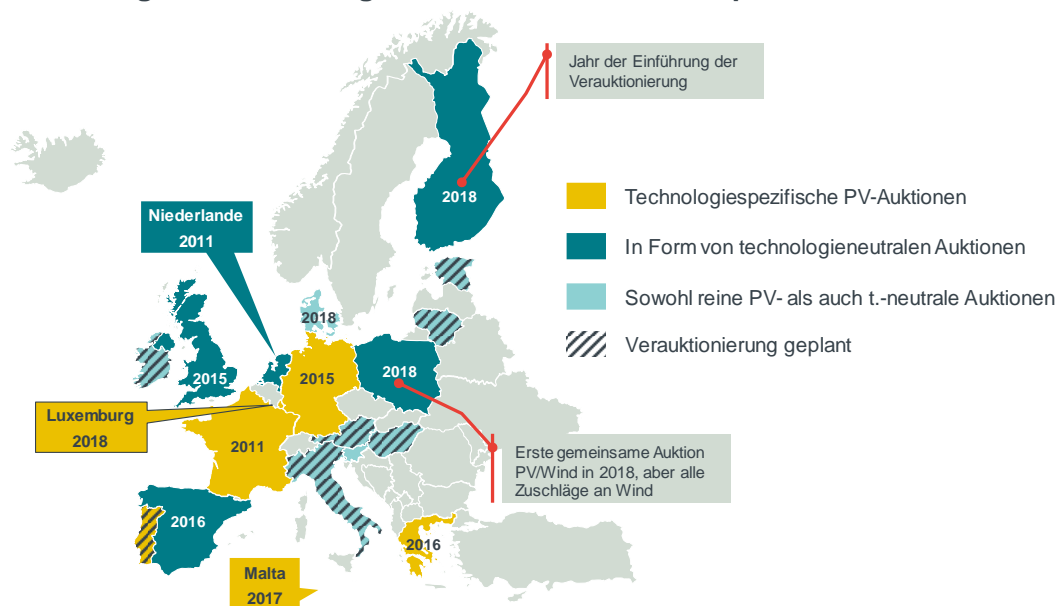 Jahr der Einführung der
Verauktionierung
2018
Technologiespezifische PV-Auktionen
In Form von technologieneutralen Auktionen
Sowohl reine PV- als auch t.-neutrale Auktionen
Verauktionierung geplant
Niederlande
2011
2018
2015
2015
2018
Luxemburg
2018
2011
Erste gemeinsame Auktion
PV/Wind in 2018, aber alle
Zuschläge an Wind
2016
2016
Malta
2017